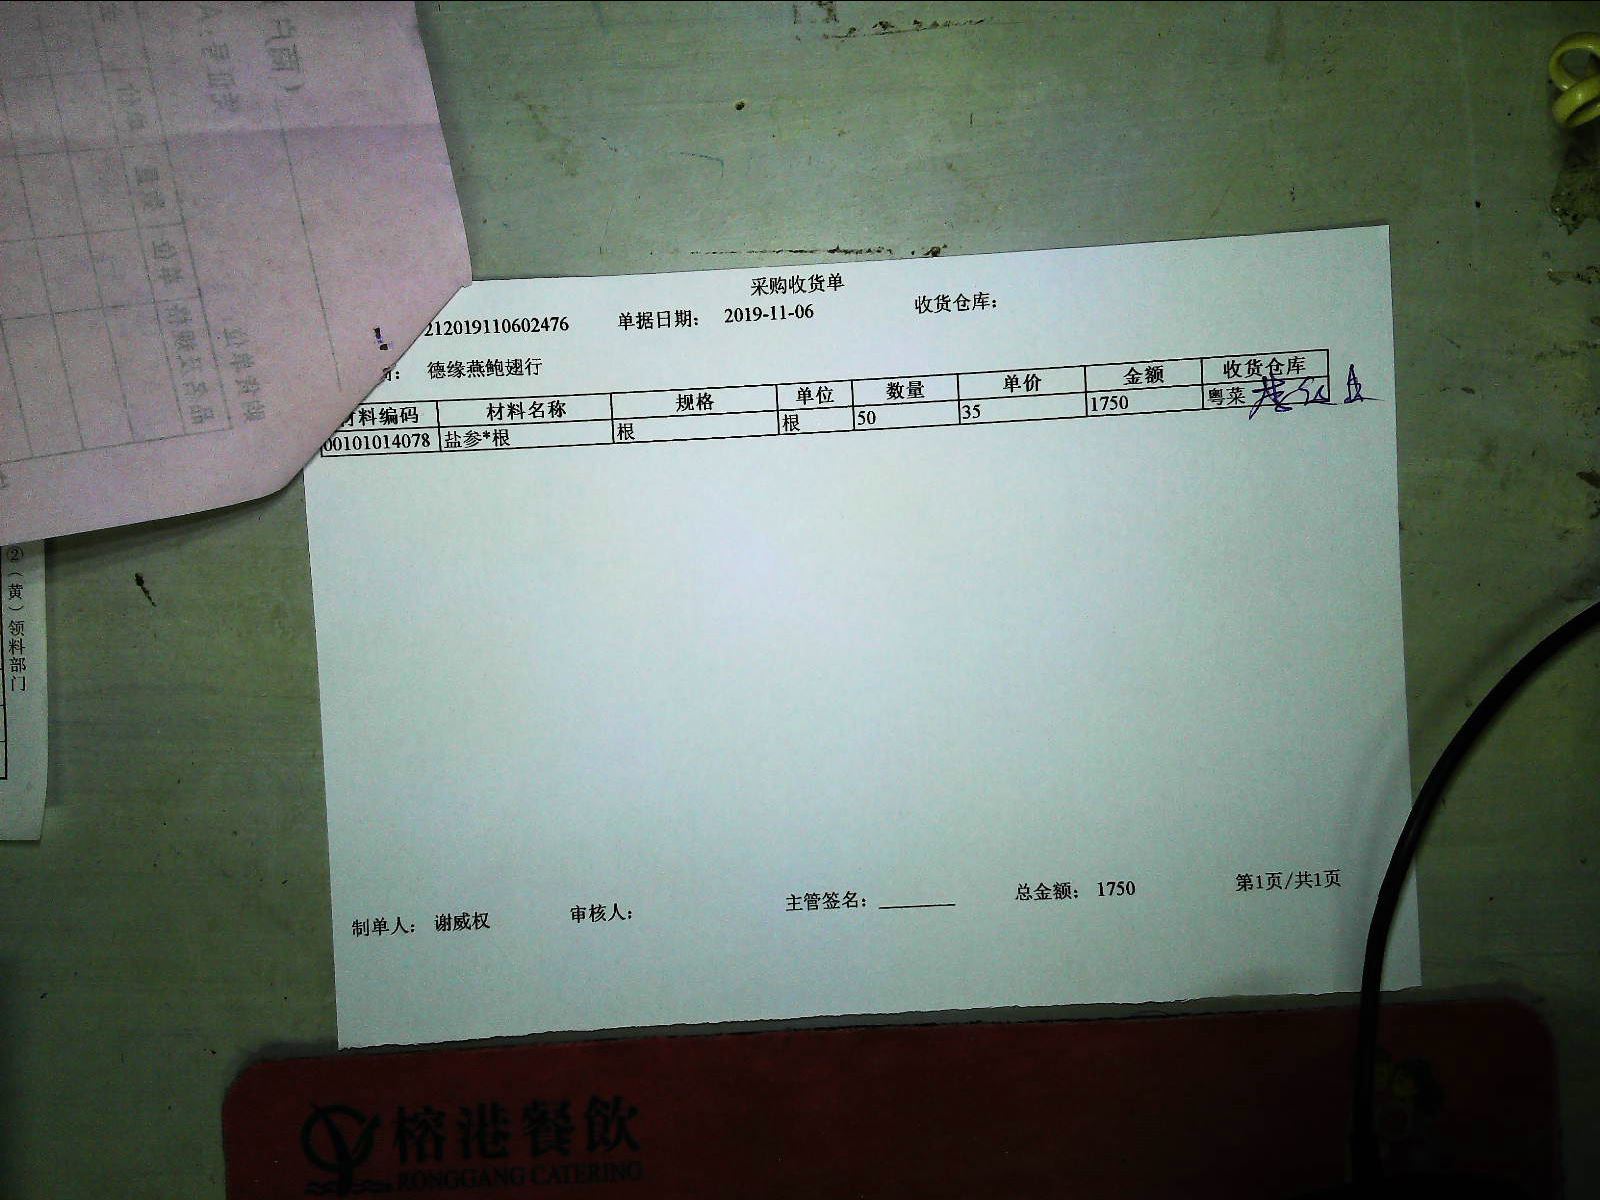 采购收货单
212019110602476 单据日期: 2019-11-06 收货仓库:
德缘燕鲍翅行
材料编码 材料名称 规格 单位 数量 单价 金额 收货仓库
00101014078 盐参*根 根 根 50 35 1750 粤菜
制单人: 谢威权 审核人: 主管签名: 总金额: 1750 第1页/共1页
②(黄)领料部门
榕港餐飲
RONGGANG CATERING